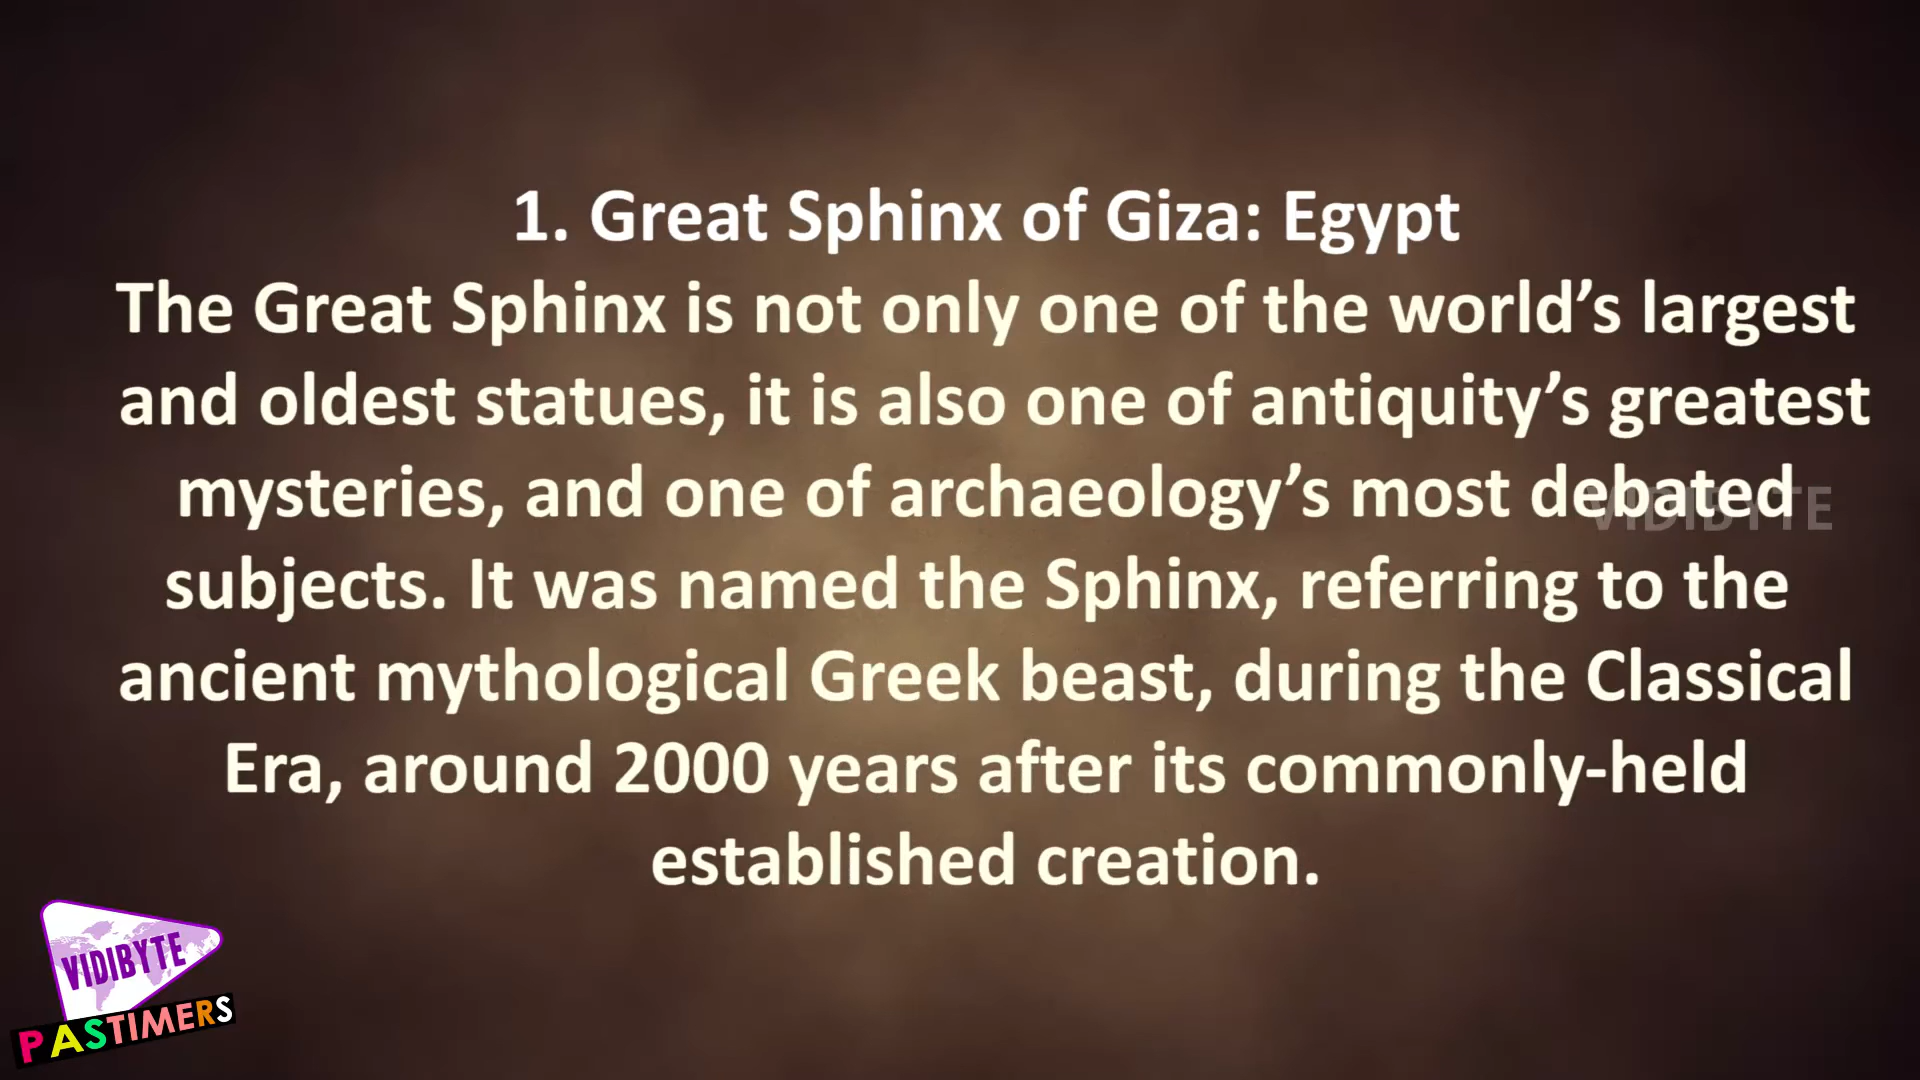 1. Great Sphinx of Giza: Egypt
The Great Sphinx is not only one of the world’s largest
and oldest statues, it is also one of antiquity’s greatest
mysteries, and one of archaeology’s most debated
VIDIBYTE
subjects. It was named the Sphinx, referring to the
ancient mythological Greek beast, during the Classical
Era, around 2000 years after its commonly-held
established creation.
VIDIBYTE
PASTIMERS